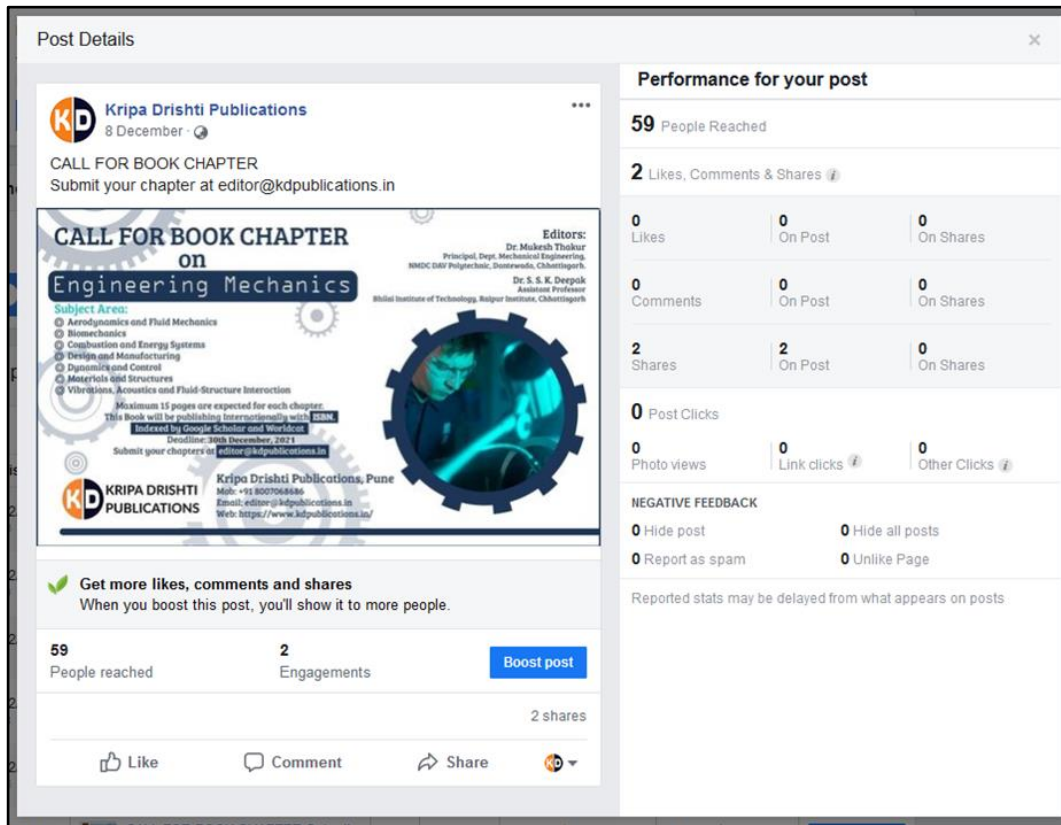 Post Details
×
KD
Kripa Drishti Publications
8 December ·
CALL FOR BOOK CHAPTER
Submit your chapter at editor@kdpublications.in
CALL FOR BOOK CHAPTER
on
Engineering Mechanics
Editors:
Dr. Mukesh Thakur
Principal, Dept. Mechanical Engineering,
NMDC DAV Polytechnic, Dantewada, Chhattisgarh.
Dr. S. S. K. Deepak
Assistant Professor
Bhilai Institute of Technology, Raipur Institute, Chhattisgarh
Subject Area:
Aerodynamics and Fluid Mechanics
Biomechanics
Combustion and Energy Systems
Design and Manufacturing
Dynamics and Control
Materials and Structures
Vibrations, Acoustics and Fluid-Structure Interaction
Maximum 15 pages are expected for each chapter.
This Book will be publishing Internationally with ISBN.
Indexed by Google Scholar and Worldcat
Deadline: 30th December, 2021
Submit your chapters at editor@kdpublications.in
KD KRIPA DRISHTI
PUBLICATIONS
Kripa Drishti Publications, Pune
Mob: +91 8007068686
Email: editor@kdpublications.in
Web: https://www.kdpublications.in/
Get more likes, comments and shares
When you boost this post, you'll show it to more people.
59 2
People reached Engagements
Boost post
2 shares
Like Comment Share KD
Performance for your post
59 People Reached
2 Likes, Comments & Shares i
0 0 0
Likes On Post On Shares
0 0 0
Comments On Post On Shares
2 2 0
Shares On Post On Shares
0 Post Clicks
0 0 0
Photo views Link clicks i Other Clicks i
NEGATIVE FEEDBACK
0 Hide post 0 Hide all posts
0 Report as spam 0 Unlike Page
Reported stats may be delayed from what appears on posts